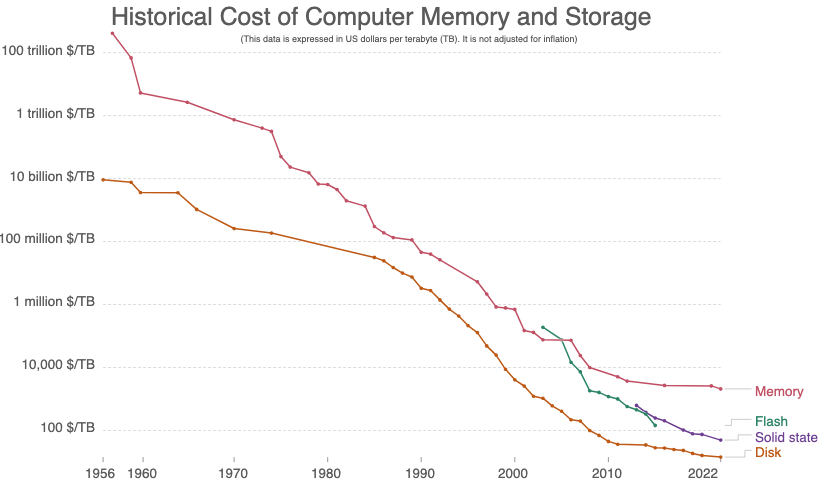 Historical Cost of Computer Memory and Storage
(This data is expressed in US dollars per terabyte (TB). It is not adjusted for inflation)
100 trillion $/TB
1 trillion $/TB
10 billion $/TB
100 million $/TB
1 million $/TB
10,000 $/TB
100 $/TB
Memory
Flash
Solid state
Disk
1956 1960 1970 1980 1990 2000 2010 2022